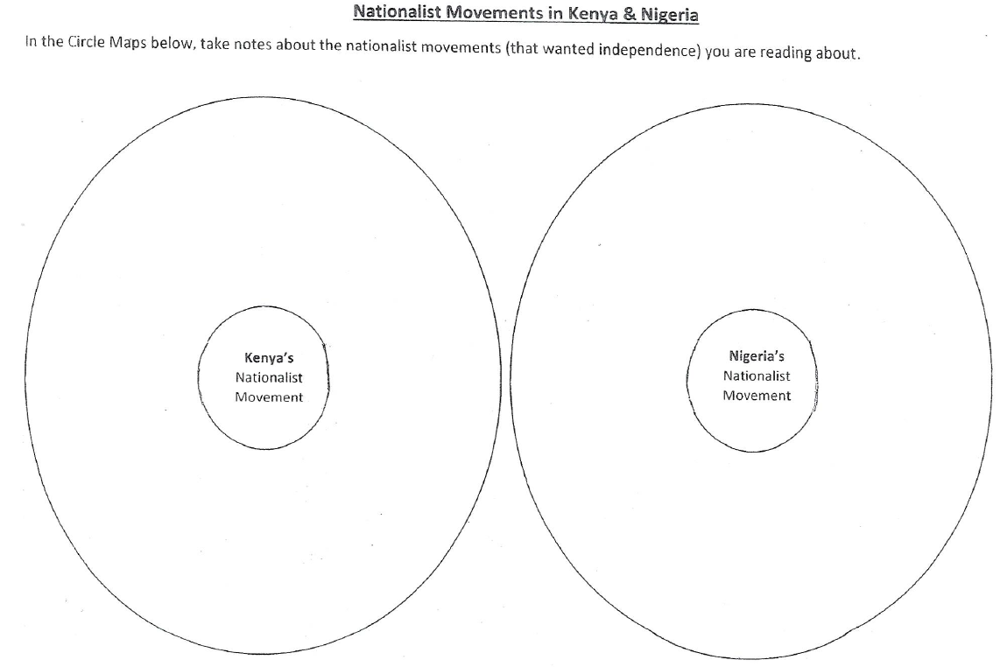 Nationalist Movements in Kenya & Nigeria
In the Circle Maps below, take notes about the nationalist movements (that wanted independence) you are reading about.
Kenya's
Nationalist
Movement
Nigeria's
Nationalist
Movement